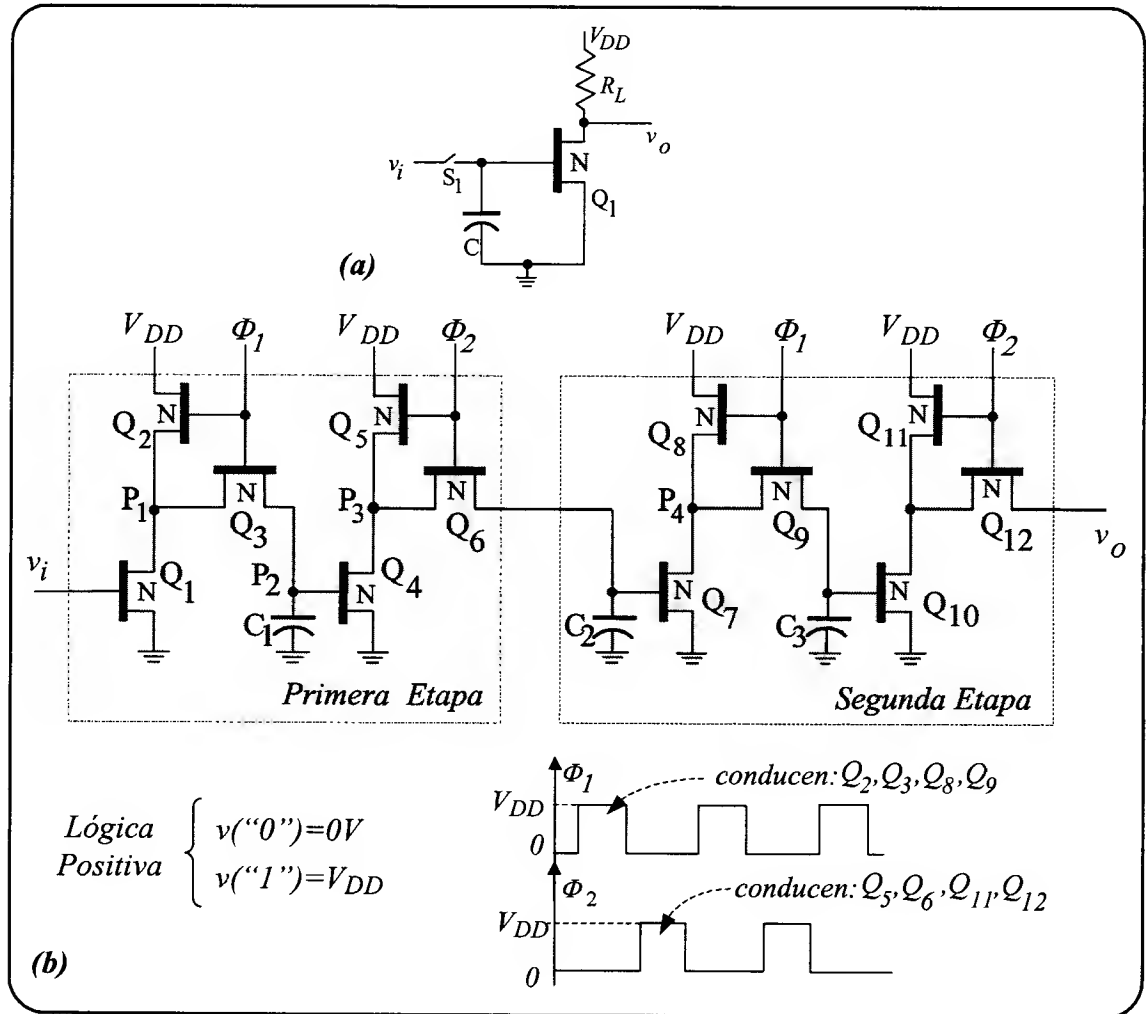 V_DD
R_L
v_i
S_1
C
N
Q_1
v_o
(a)
V_DD Φ_1 V_DD Φ_2 V_DD Φ_1 V_DD Φ_2
Q_2 N Q_5 N Q_8 N Q_11 N
P_1 N P_3 N P_4 N N
Q_3 Q_6 Q_9 Q_12
v_o
v_i N Q_1 P_2 N Q_4 N Q_7 N Q_10
C_1 C_2 C_3
Primera Etapa
Segunda Etapa
Lógica
Positiva
v(“0”)=0V
v(“1”)=V_DD
Φ_1
conducen: Q_2, Q_3, Q_8, Q_9
V_DD
0
Φ_2
conducen: Q_5, Q_6, Q_11, Q_12
V_DD
0
(b)